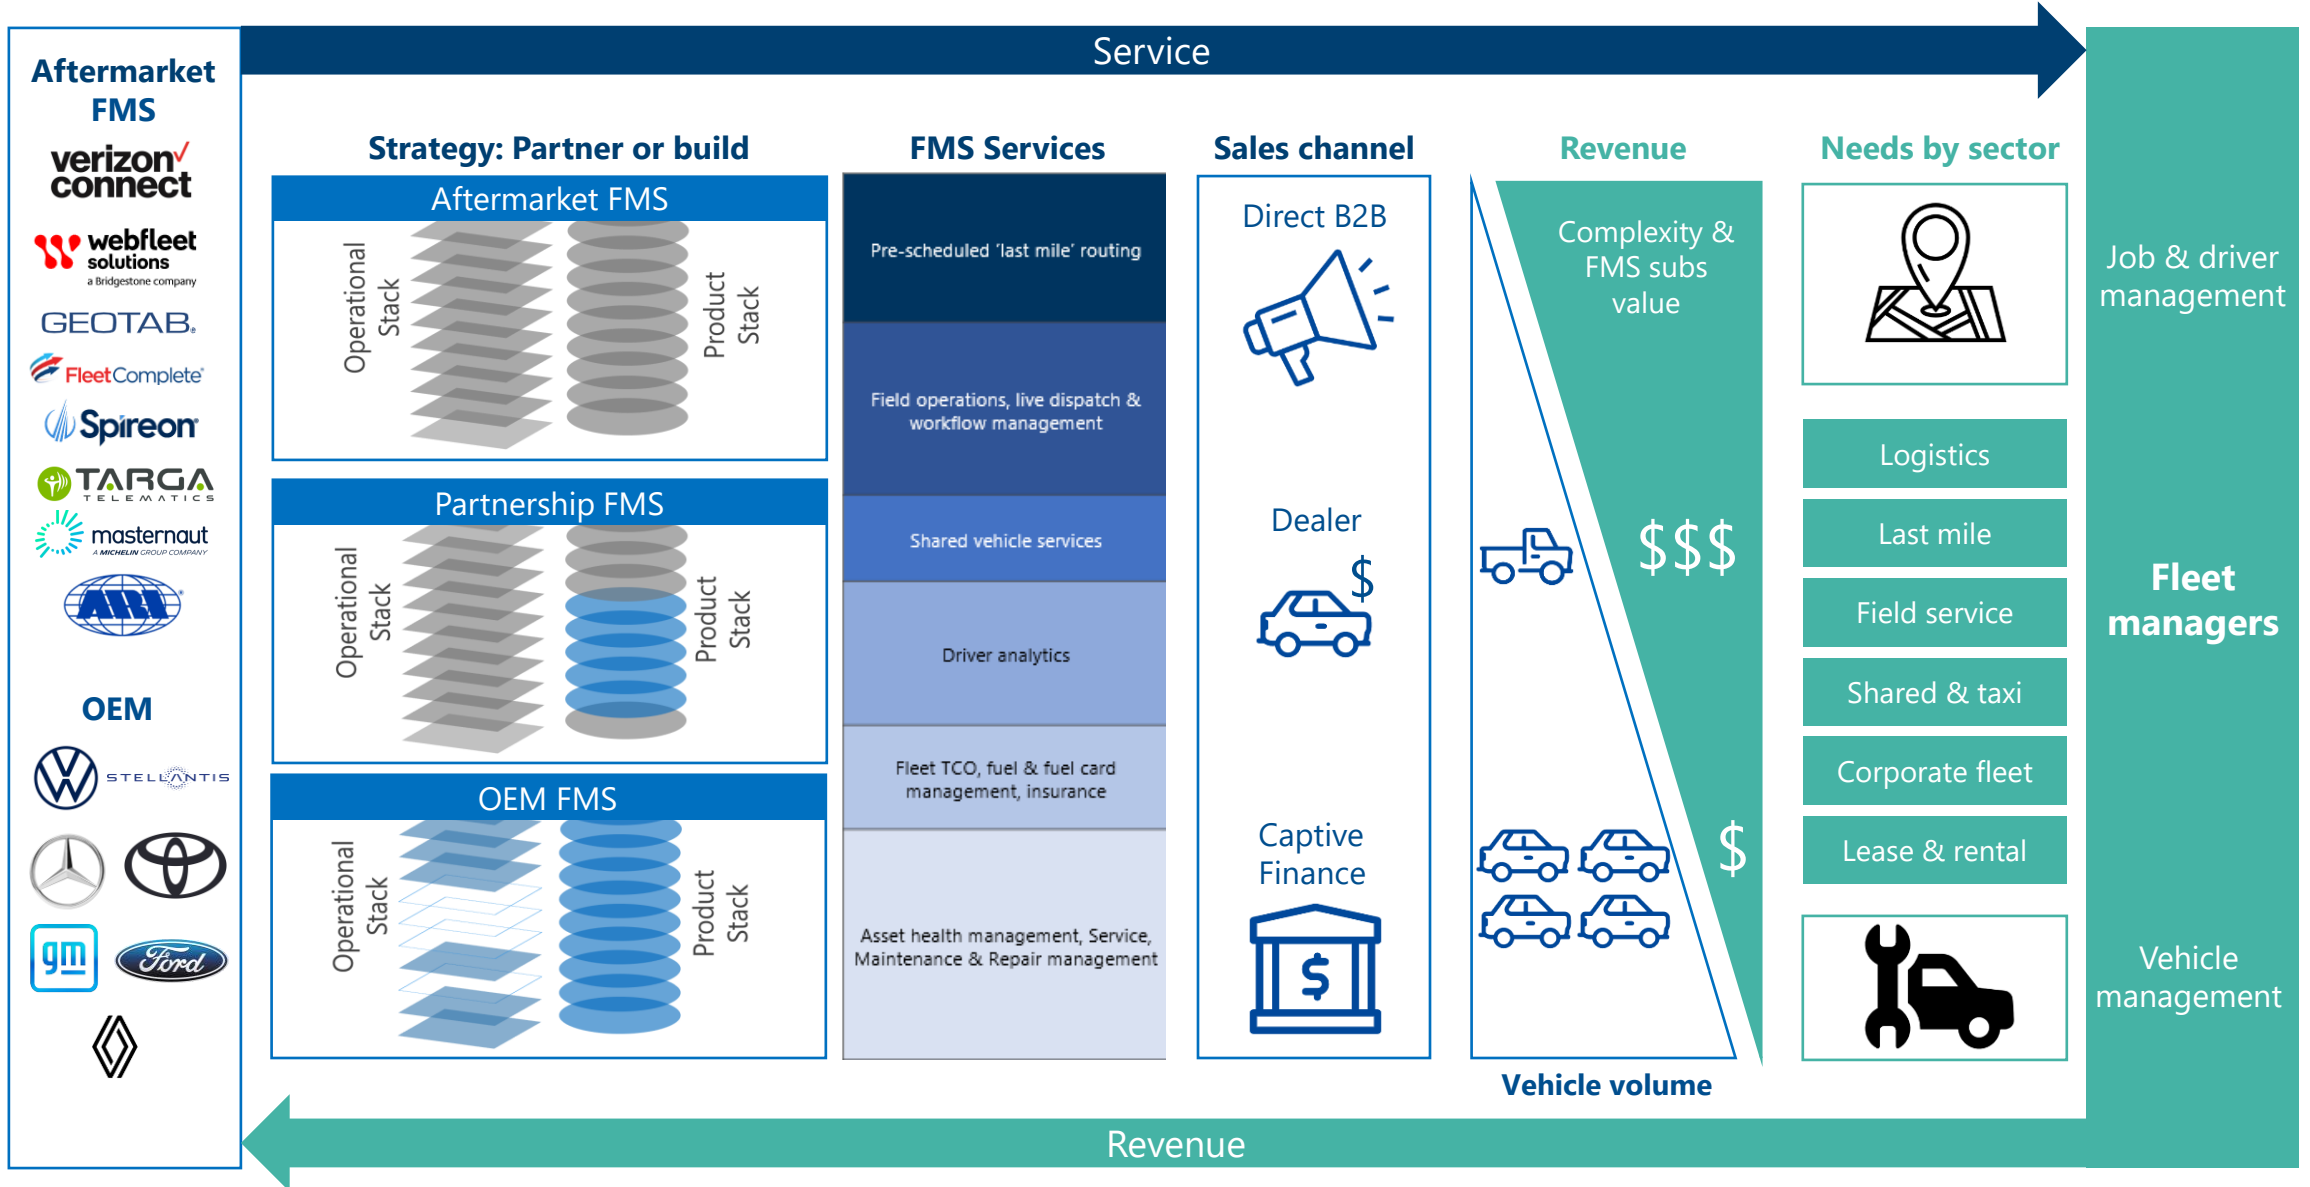 Service
Aftermarket
FMS
verizon
connect
webfleet
solutions
a Bridgestone company
GEOTAB®
FleetComplete®
Spireon®
TARGA
TELEMATICS
masternaut
A MICHELIN GROUP COMPANY
ARI®
OEM
STELLANTIS
gm
Ford
Strategy: Partner or build
Aftermarket FMS
Operational
Stack
Product
Stack
Partnership FMS
Operational
Stack
Product
Stack
OEM FMS
Operational
Stack
Product
Stack
FMS Services
Pre-scheduled ‘last mile’ routing
Field operations, live dispatch &
workflow management
Shared vehicle services
Driver analytics
Fleet TCO, fuel & fuel card
management, insurance
Asset health management, Service,
Maintenance & Repair management
Sales channel
Direct B2B
Dealer
$
Captive
Finance
$
Revenue
Complexity &
FMS subs
value
$$$
$
Vehicle volume
Needs by sector
Logistics
Last mile
Field service
Shared & taxi
Corporate fleet
Lease & rental
Job & driver
management
Fleet
managers
Vehicle
management
Revenue